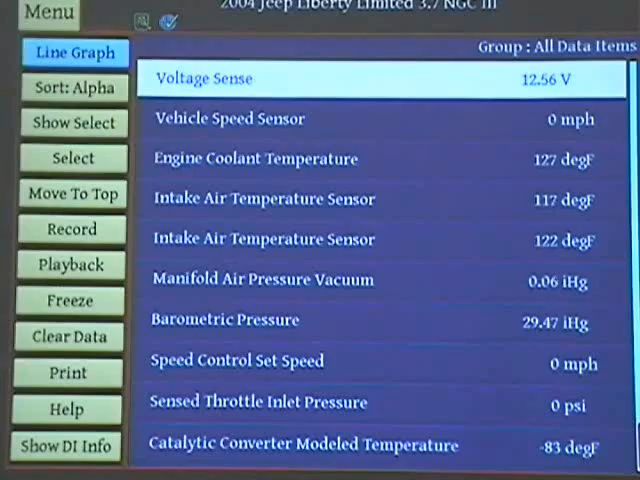 Menu
2004 Jeep Liberty Limited 3.7 NGC III
Line Graph
Group : All Data Items
Sort: Alpha
Voltage Sense 12.56 V
Show Select
Vehicle Speed Sensor 0 mph
Select
Engine Coolant Temperature 127 degF
Move To Top
Intake Air Temperature Sensor 117 degF
Record
Intake Air Temperature Sensor 122 degF
Playback
Manifold Air Pressure Vacuum 0.06 iHg
Freeze
Barometric Pressure 29.47 iHg
Clear Data
Speed Control Set Speed 0 mph
Print
Sensed Throttle Inlet Pressure 0 psi
Help
Catalytic Converter Modeled Temperature -83 degF
Show DI Info